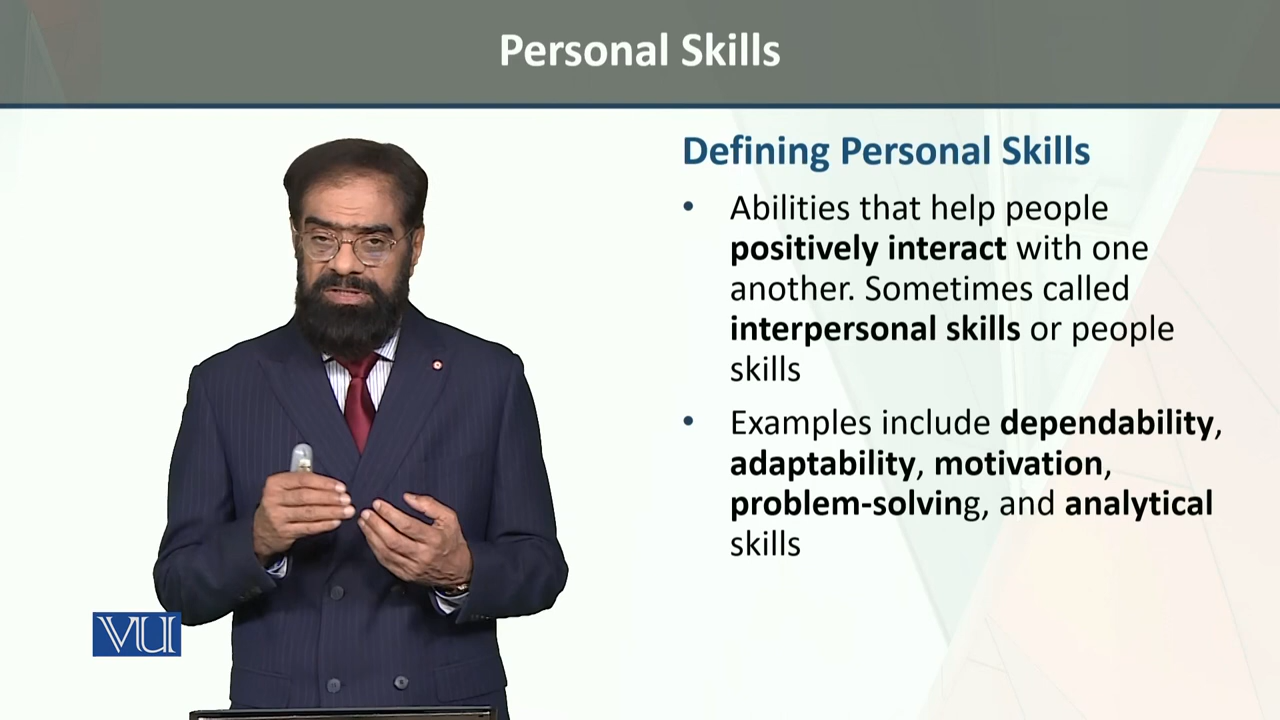 Personal Skills
Defining Personal Skills
• Abilities that help people
positively interact with one
another. Sometimes called
interpersonal skills or people
skills
• Examples include dependability,
adaptability, motivation,
problem-solving, and analytical
skills
VU